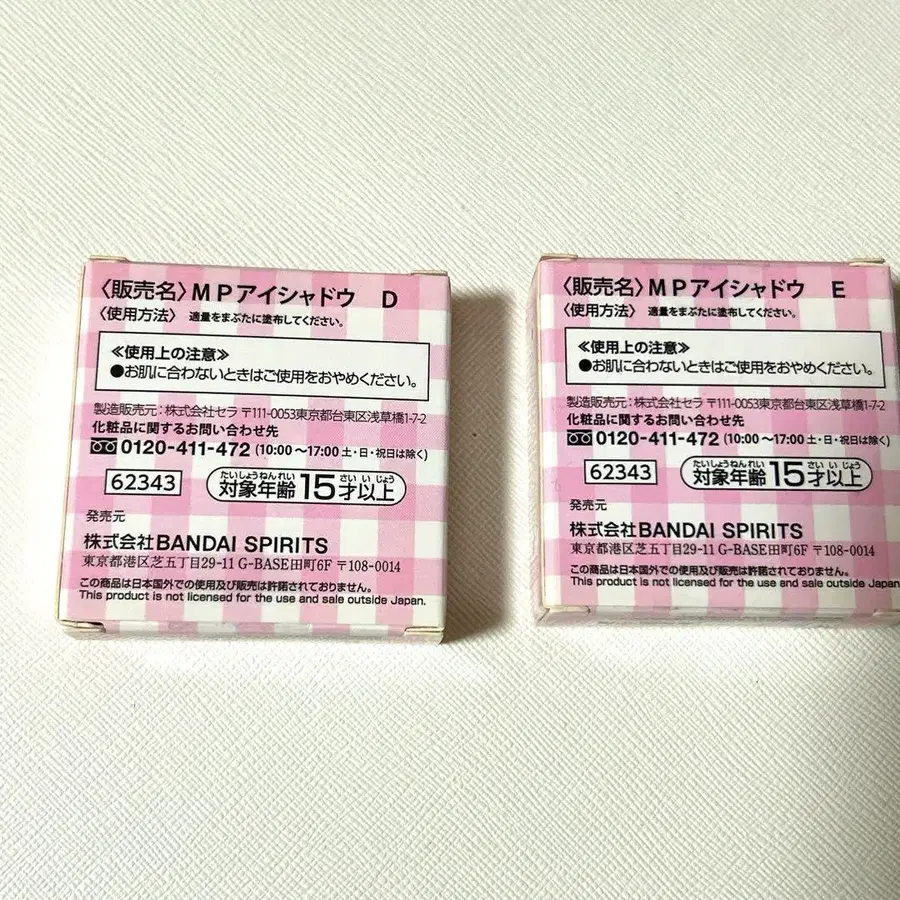 〈販売名〉MPアイシャドウ D
〈使用方法〉 適量をまぶたに塗布してください。
≪使用上の注意≫
●お肌に合わないときはご使用をおやめください。
製造販売元：株式会社セラ 〒111-0053東京都台東区浅草橋1-7-2
化粧品に関するお問い合わせ先
0120-411-472 (10:00～17:00 土・日・祝日は除く)
62343
たいしょうねんれい さい いじょう
対象年齢15才以上
発売元
株式会社BANDAI SPIRITS
東京都港区芝五丁目29-11 G-BASE田町6F 〒108-0014
この商品は日本国外での使用及び販売は許諾されておりません。
This product is not licensed for the use and sale outside Japan.
〈販売名〉MPアイシャドウ E
〈使用方法〉 適量をまぶたに塗布してください。
≪使用上の注意≫
●お肌に合わないときはご使用をおやめください。
製造販売元：株式会社セラ 〒111-0053東京都台東区浅草橋1-7-2
化粧品に関するお問い合わせ先
0120-411-472 (10:00～17:00 土・日・祝日は除く)
62343
たいしょうねんれい さい いじょう
対象年齢15才以上
発売元
株式会社BANDAI SPIRITS
東京都港区芝五丁目29-11 G-BASE田町6F 〒108-0014
この商品は日本国外での使用及び販売は許諾されておりません。
This product is not licensed for the use and sale outside Japan